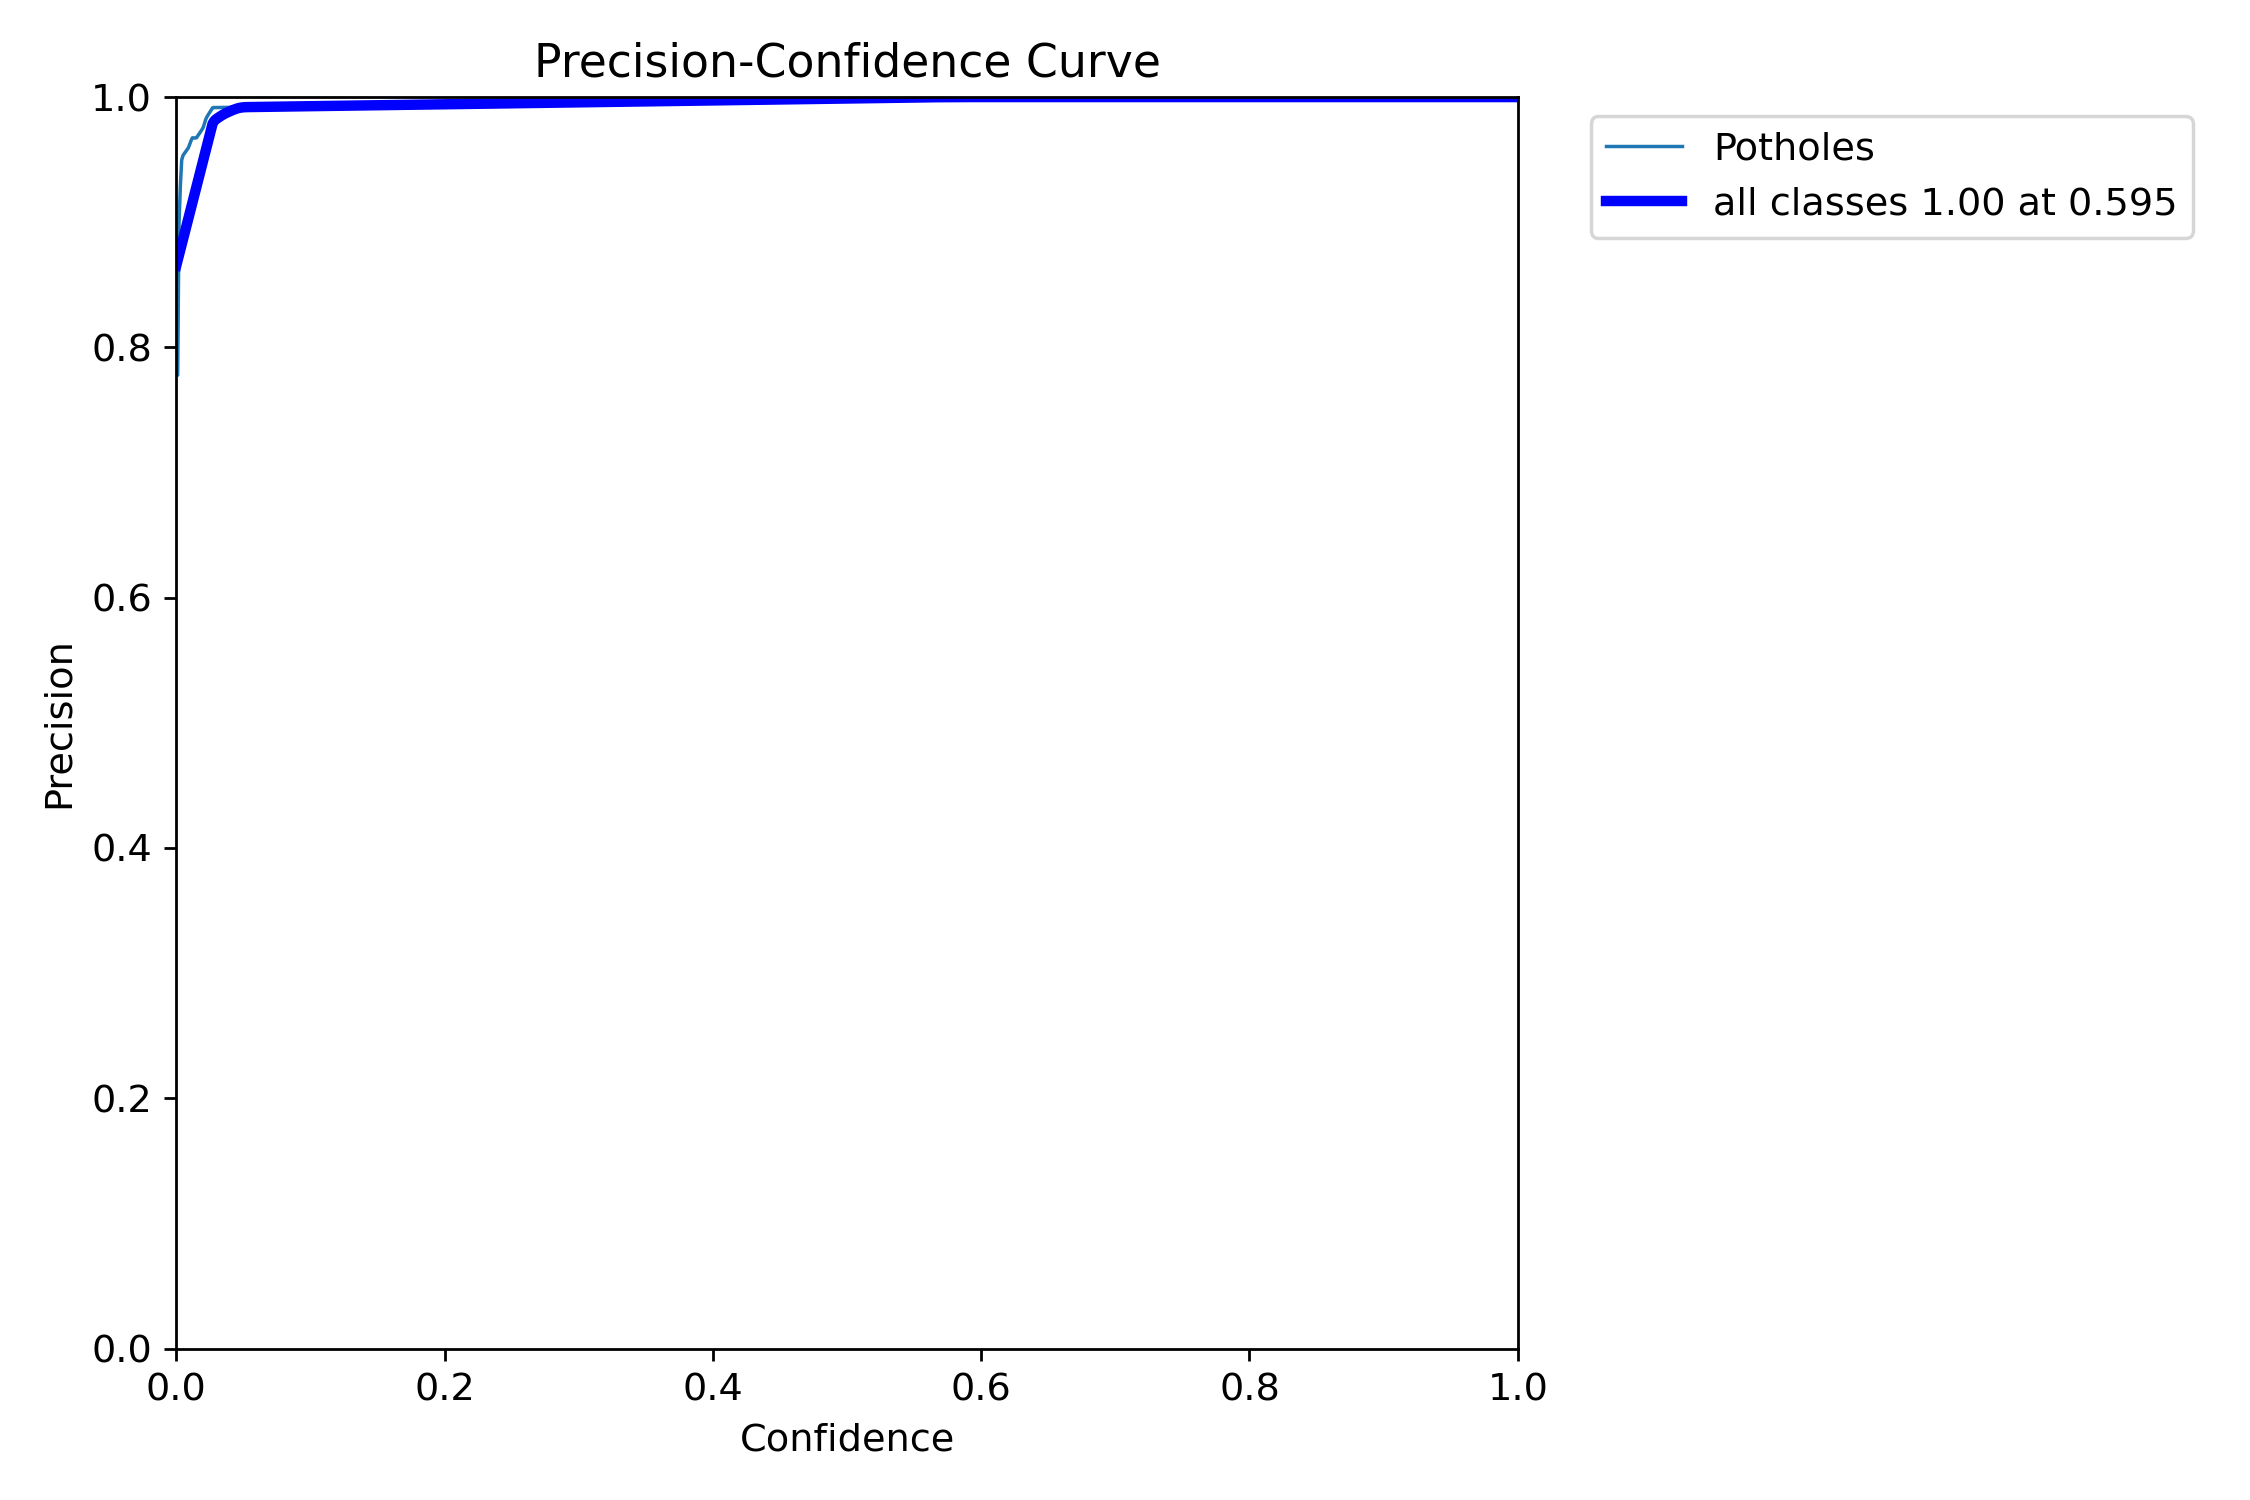 Precision-Confidence Curve
1.0
0.8
0.6
0.4
0.2
0.0
Precision
0.0 0.2 0.4 0.6 0.8 1.0
Confidence
Potholes
all classes 1.00 at 0.595